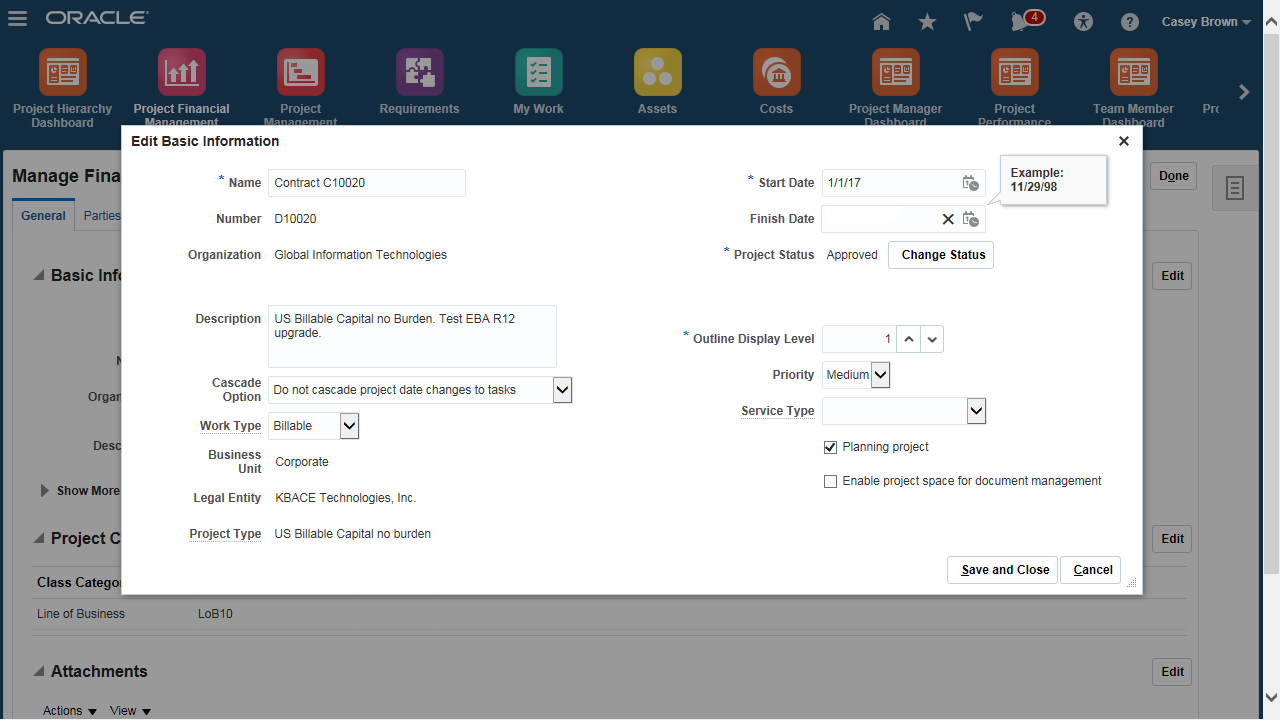 ORACLE
4
Casey Brown
Project Hierarchy
Dashboard
Project Financial
Management
Project
Management
Requirements
My Work
Assets
Costs
Project Manager
Dashboard
Project
Performance
Team Member
Dashboard
Edit Basic Information
Manage Fina
Done
General
Parties
Basic Info
Edit
Organ
Desc
Show More
Project C
Edit
Class Catego
Line of Business
LoB10
Attachments
Edit
Actions
View
* Name
Contract C10020
Number
D10020
Organization
Global Information Technologies
Description
US Billable Capital no Burden. Test EBA R12
upgrade.
Cascade
Option
Do not cascade project date changes to tasks
Work Type
Billable
Business
Unit
Corporate
Legal Entity
KBACE Technologies, Inc.
Project Type
US Billable Capital no burden
* Start Date
1/1/17
Example:
11/29/98
Finish Date
* Project Status
Approved
Change Status
* Outline Display Level
1
Priority
Medium
Service Type
Planning project
Enable project space for document management
Save and Close
Cancel